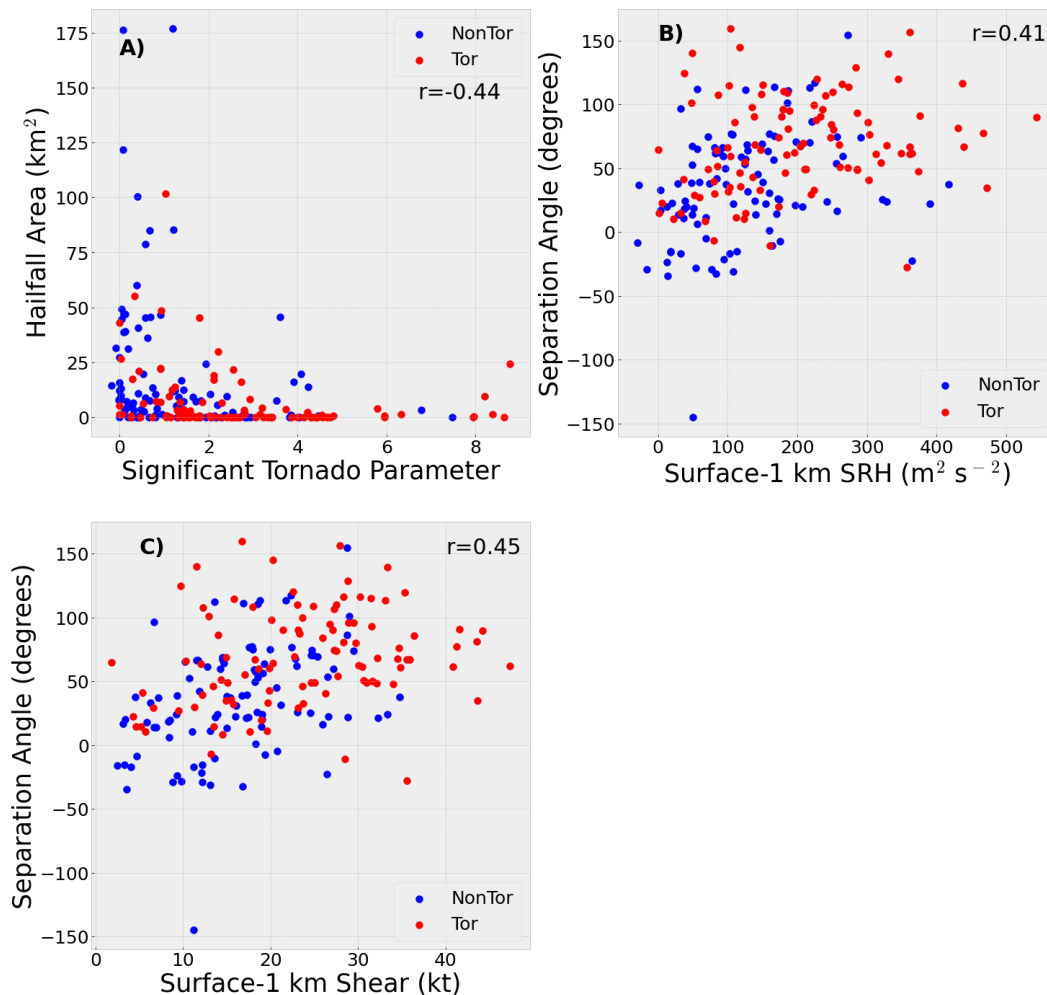 A)
NonTor
Tor
r=-0.44
175
150
125
100
75
50
25
0
Hailfall Area (km²)
0 2 4 6 8
Significant Tornado Parameter
B)
r=0.41
150
100
50
0
−50
−100
−150
Separation Angle (degrees)
NonTor
Tor
0 100 200 300 400 500
Surface-1 km SRH (m² s⁻²)
C)
r=0.45
150
100
50
0
−50
−100
−150
Separation Angle (degrees)
NonTor
Tor
0 10 20 30 40
Surface-1 km Shear (kt)